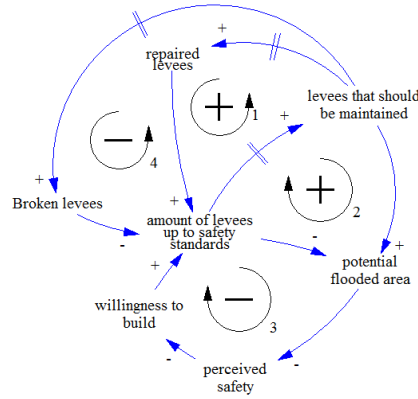 +
repaired
levees
+
1
+
levees that should
be maintained
+
4
Broken levees
+
+
2
-
amount of levees
up to safety
standards
-
+
potential
flooded area
+
willingness to
build
3
-
perceived
safety
-